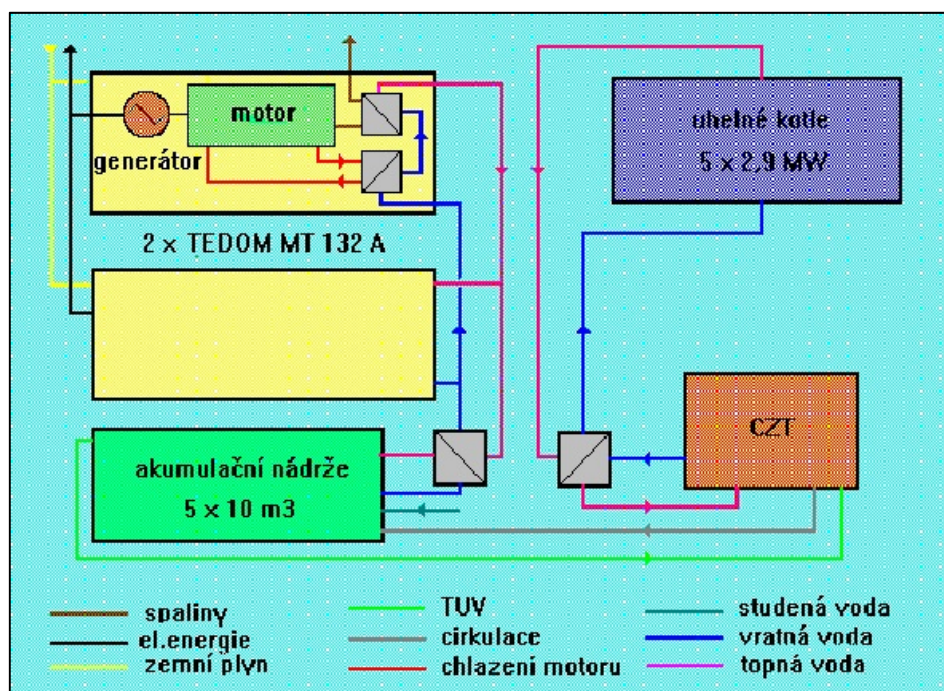 motor
generátor
uhelné kotle
5 x 2,9 MW
2 x TEDOM MT 132 A
CZT
akumulační nádrže
5 x 10 m3
spaliny
el.energie
zemní plyn
TUV
cirkulace
chlazeni motoru
studená voda
vratná voda
topná voda